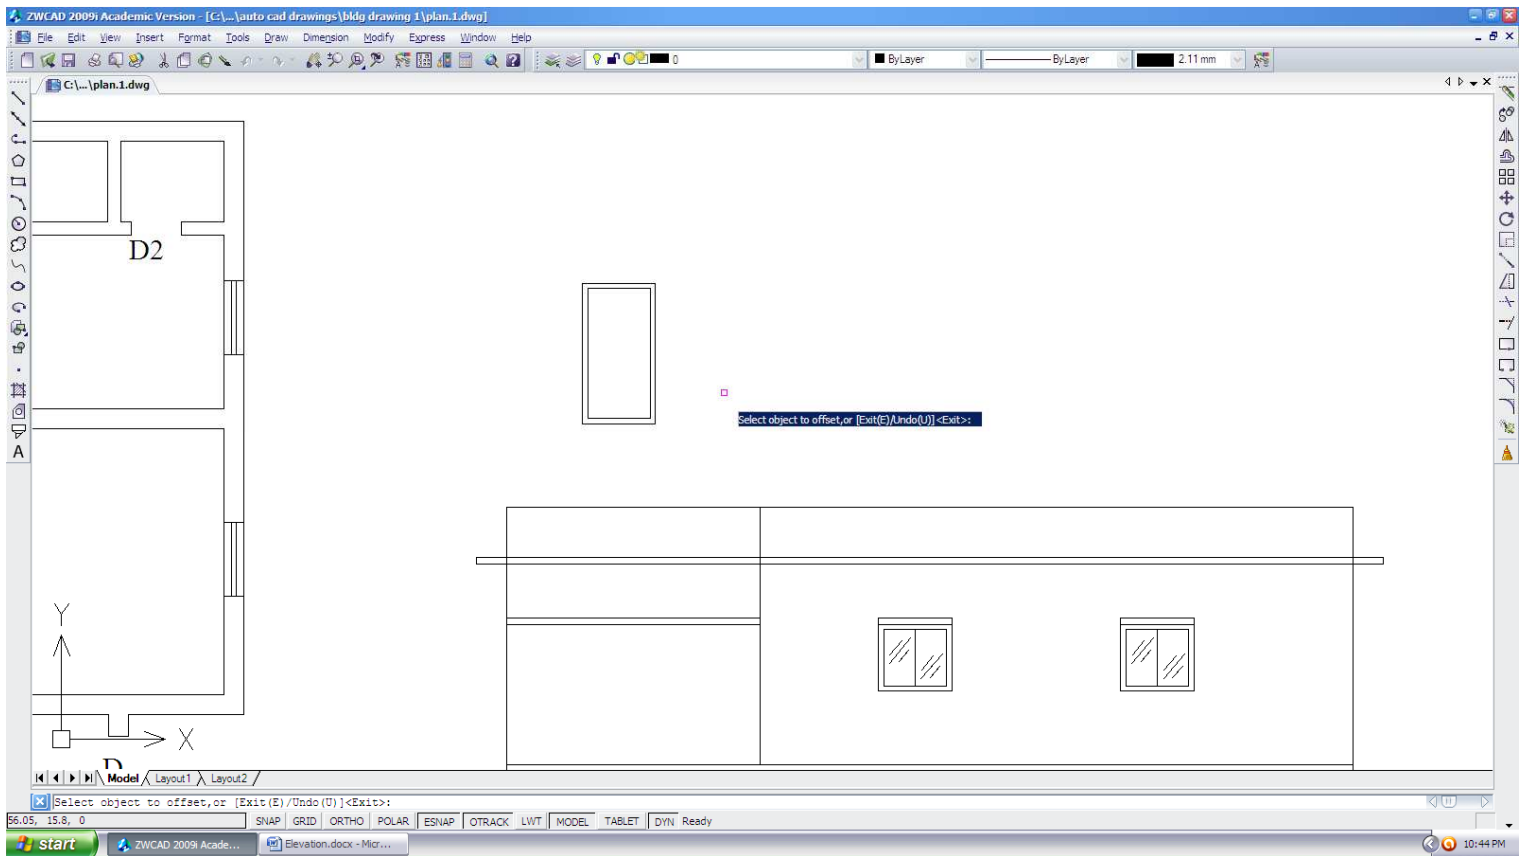 ZWCAD 2009i Academic Version - [C:\...\auto cad drawings\bldg drawing 1\plan.1.dwg]
File Edit View Insert Format Tools Draw Dimension Modify Express Window Help
0 ByLayer ByLayer 2.11 mm
C:\...\plan.1.dwg
D2
Select object to offset,or [Exit(E)/Undo(U)]<Exit>:
Y
X
D
A
Model Layout1 Layout2
Select object to offset,or [Exit(E)/Undo(U)]<Exit>:
56.05, 15.8, 0 SNAP GRID ORTHO POLAR ESNAP OTRACK LWT MODEL TABLET DYN Ready
start ZWCAD 2009i Acade... Elevation.docx - Micr... 10:44 PM